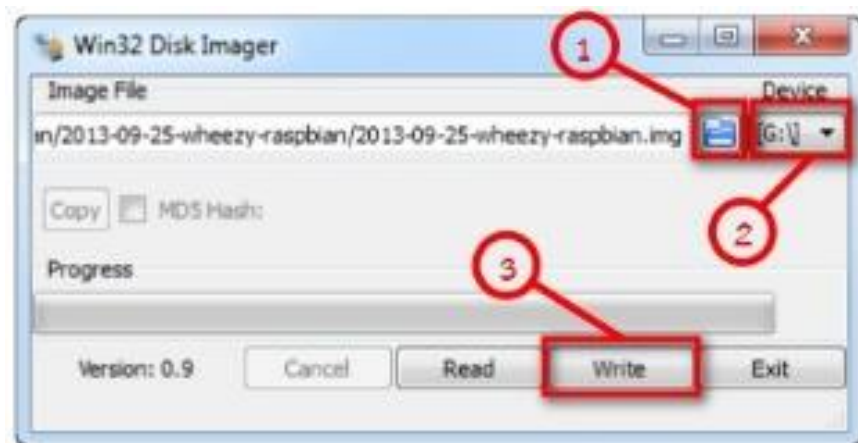 Win32 Disk Imager
1
Image File
Device
an/2013-09-25-wheezy-raspbian/2013-09-25-wheezy-raspbian.img
[G:\]
Copy
MD5 Hash:
2
Progress
3
Version: 0.9
Cancel
Read
Write
Exit